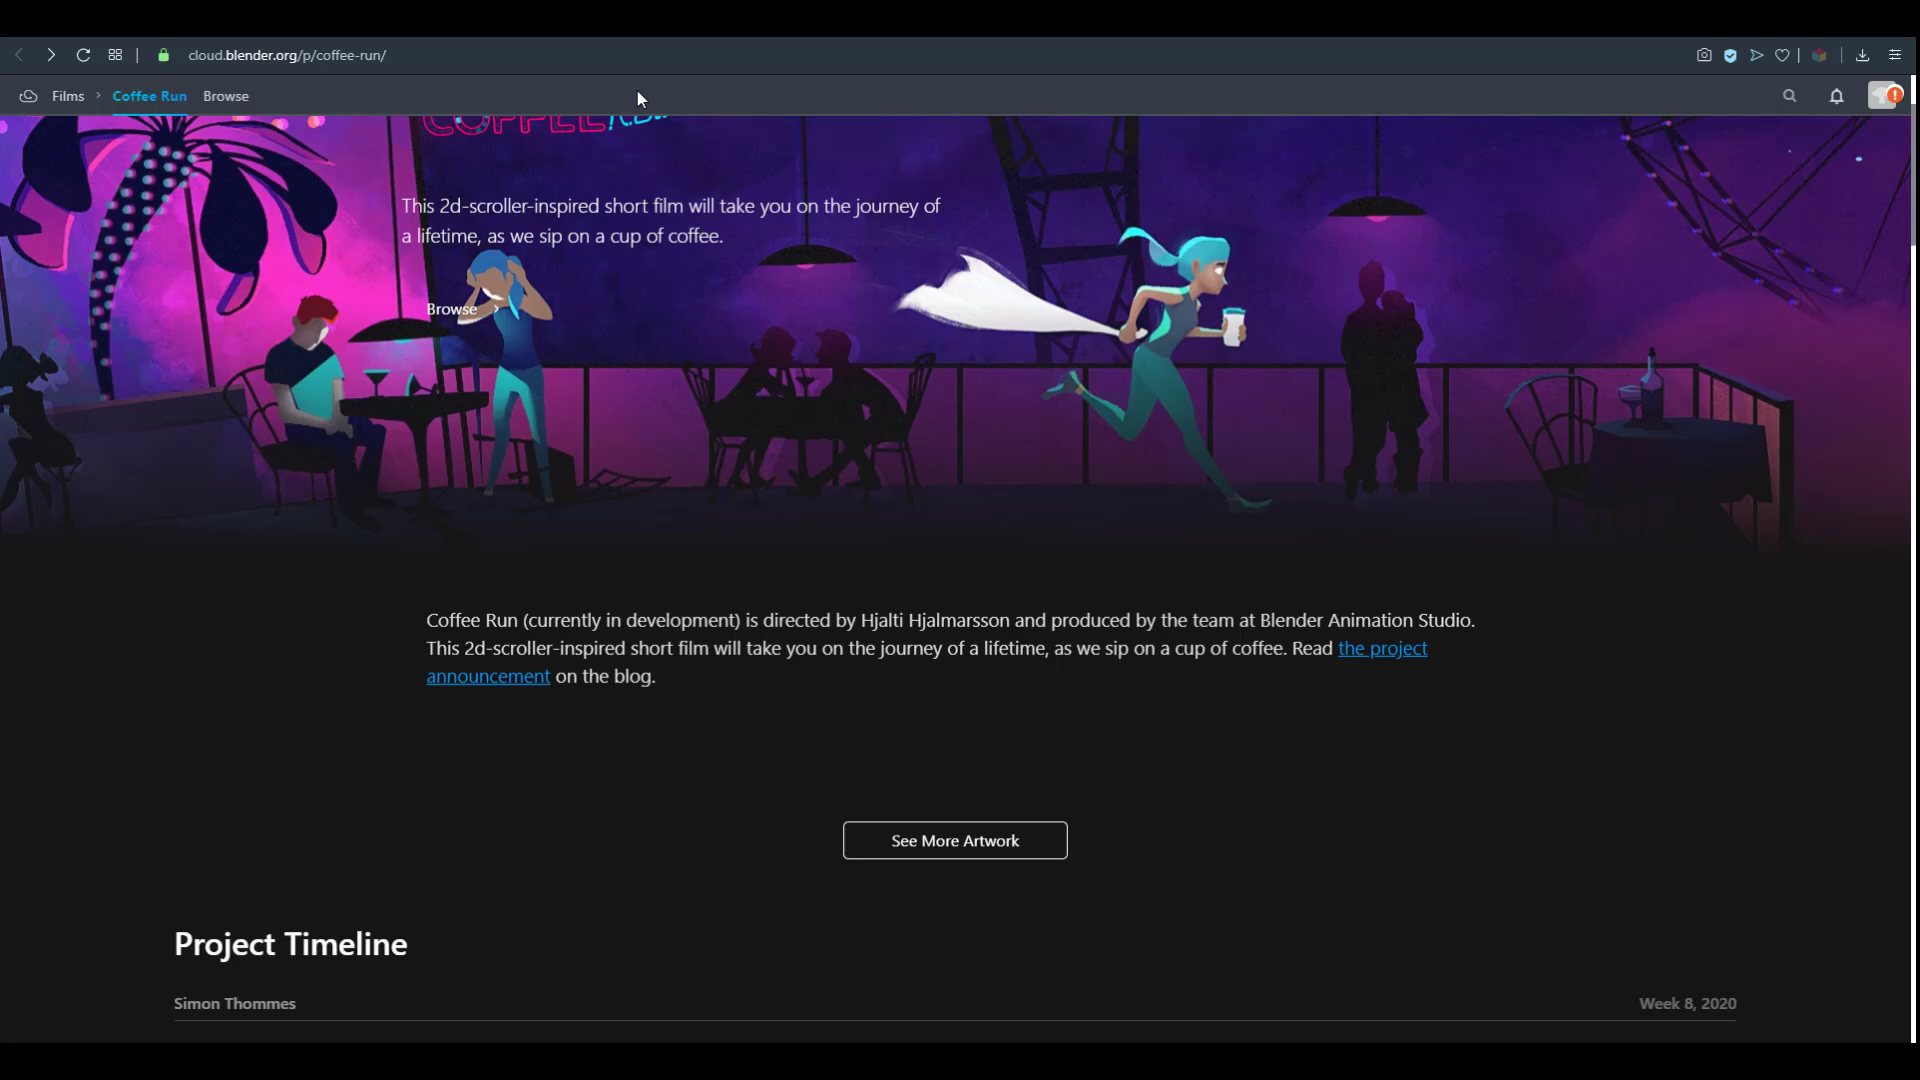 cloud.blender.org/p/coffee-run/
Films › Coffee Run Browse
COFFEE RUN
This 2d-scroller-inspired short film will take you on the journey of
a lifetime, as we sip on a cup of coffee.
Browse ›
Coffee Run (currently in development) is directed by Hjalti Hjalmarsson and produced by the team at Blender Animation Studio.
This 2d-scroller-inspired short film will take you on the journey of a lifetime, as we sip on a cup of coffee. Read the project
announcement on the blog.
See More Artwork
Project Timeline
Simon Thommes Week 8, 2020